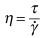 η = τ / γ̇